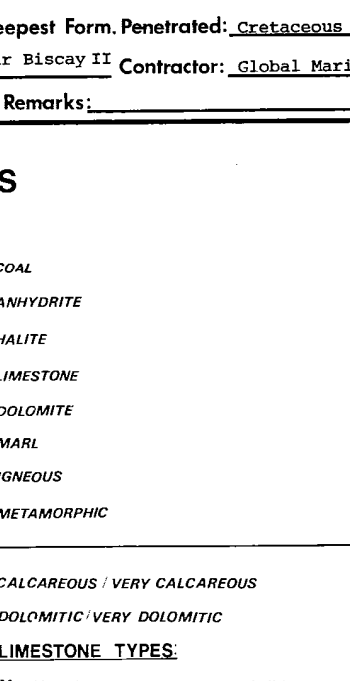 eepest Form. Penetrated: Cretaceous
r Biscay II Contractor: Global Mari
Remarks:
S
COAL
ANHYDRITE
HALITE
LIMESTONE
DOLOMITE
MARL
IGNEOUS
METAMORPHIC
CALCAREOUS / VERY CALCAREOUS
DOLOMITIC / VERY DOLOMITIC
LIMESTONE TYPES: